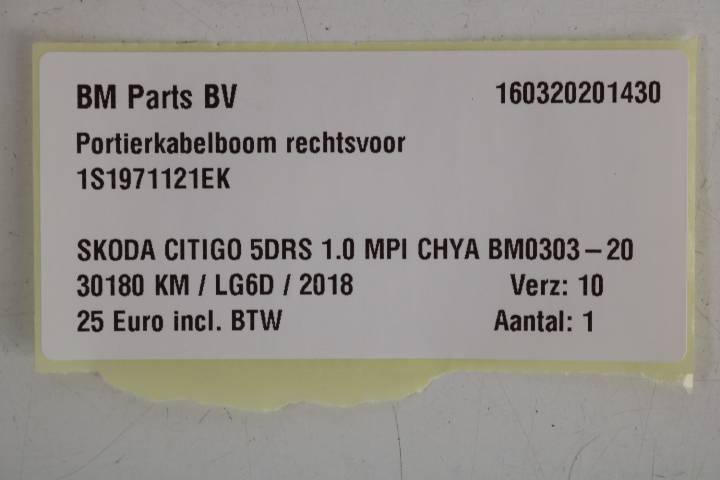 BM Parts BV 160320201430
Portierkabelboom rechtsvoor
1S1971121EK
SKODA CITIGO 5DRS 1.0 MPI CHYA BM0303-20
30180 KM / LG6D / 2018 Verz: 10
25 Euro incl. BTW Aantal: 1